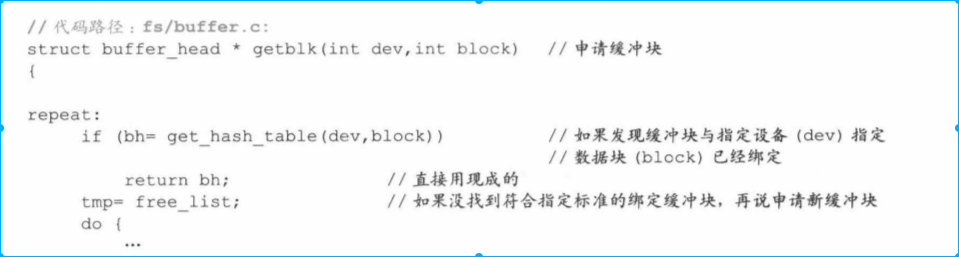 // 代码路径：fs/buffer.c:
struct buffer_head * getblk(int dev,int block) // 申请缓冲块
{
repeat:
if (bh= get_hash_table(dev,block)) // 如果发现缓冲块与指定设备 (dev) 指定
// 数据块 (block) 已经绑定
return bh; // 直接用现成的
tmp= free_list; // 如果没找到符合指定标准的绑定缓冲块，再说申请新缓冲块
do {
…